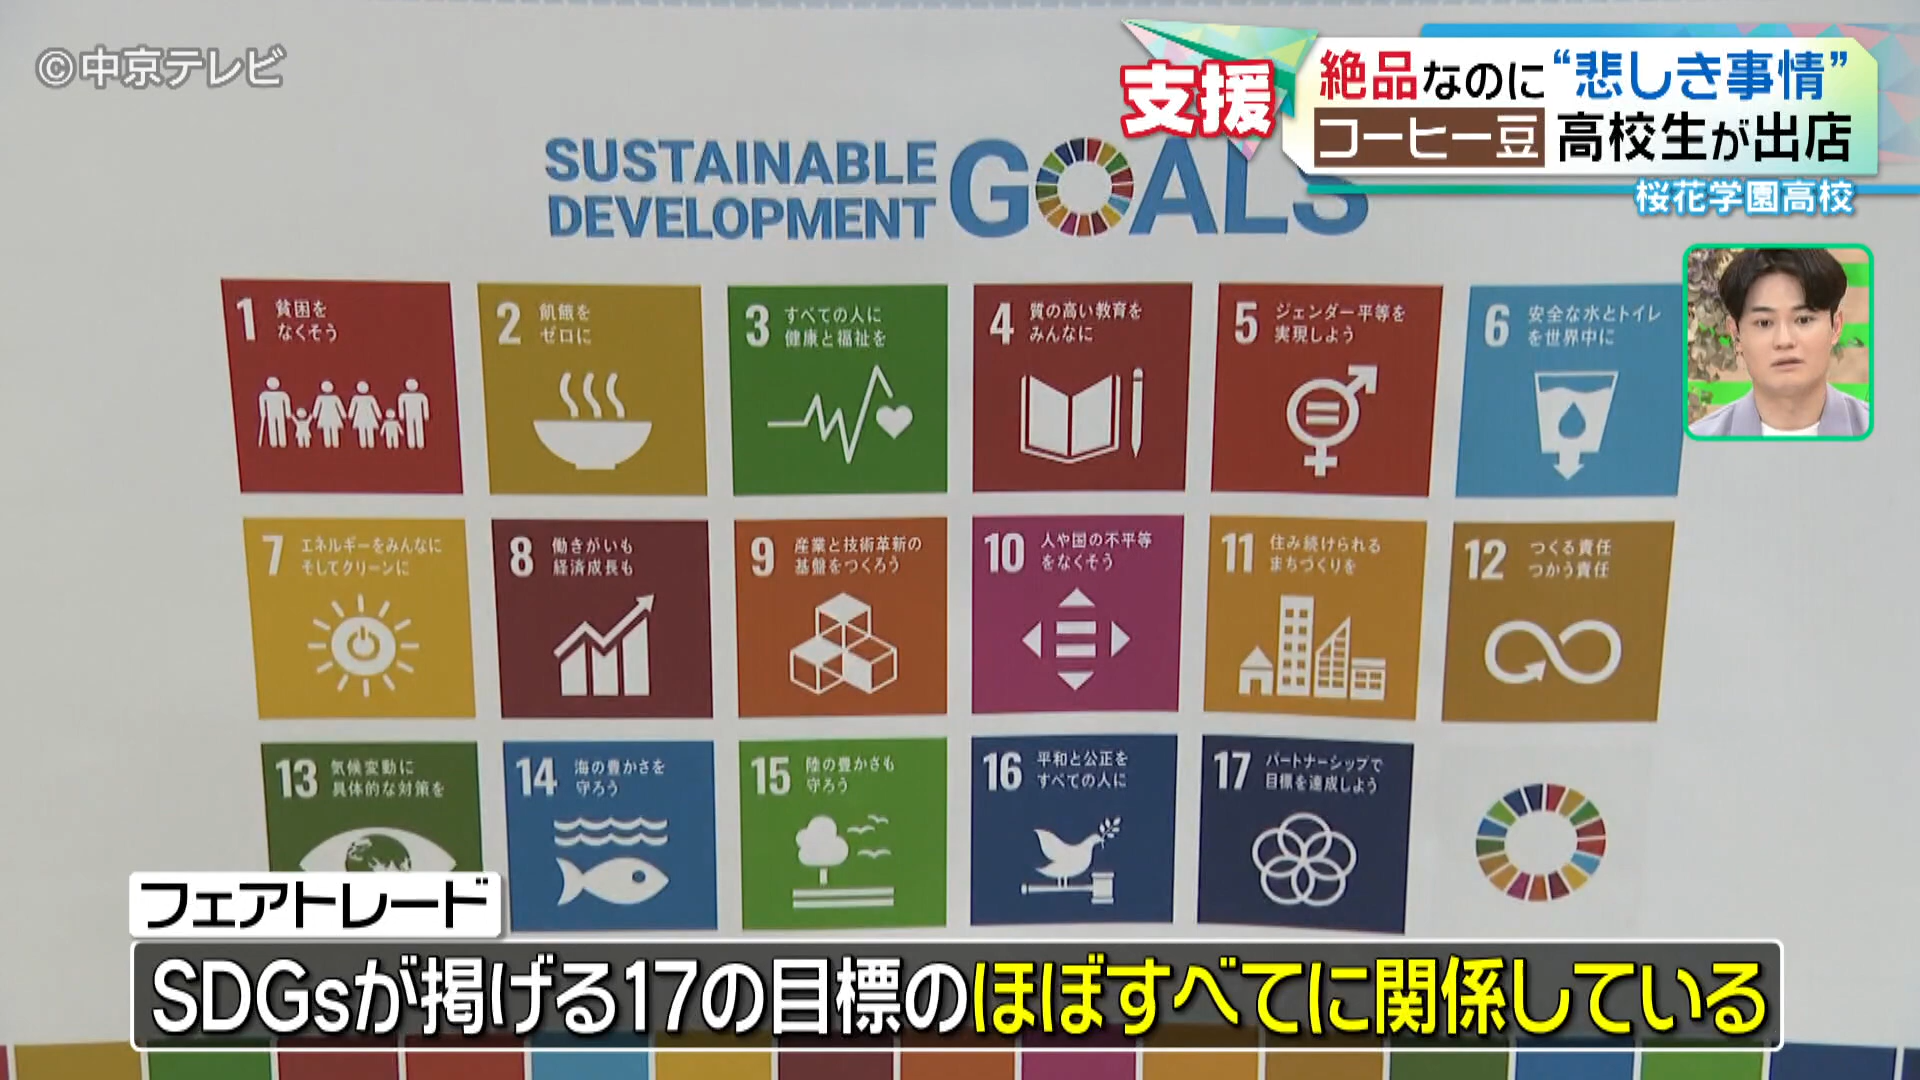 ©中京テレビ
支援
絶品なのに“悲しき事情”
コーヒー豆 高校生が出店
桜花学園高校
SUSTAINABLE
DEVELOPMENT
GOALS
1 貧困を
なくそう
2 飢餓を
ゼロに
3 すべての人に
健康と福祉を
4 質の高い教育を
みんなに
5 ジェンダー平等を
実現しよう
6 安全な水とトイレ
を世界中に
7 エネルギーをみんなに
そしてクリーンに
8 働きがいも
経済成長も
9 産業と技術革新の
基盤をつくろう
10 人や国の不平等
をなくそう
11 住み続けられる
まちづくりを
12 つくる責任
つかう責任
13 気候変動に
具体的な対策を
14 海の豊かさを
守ろう
15 陸の豊かさも
守ろう
16 平和と公正を
すべての人に
17 パートナーシップで
目標を達成しよう
フェアトレード
SDGsが掲げる17の目標のほぼすべてに関係している